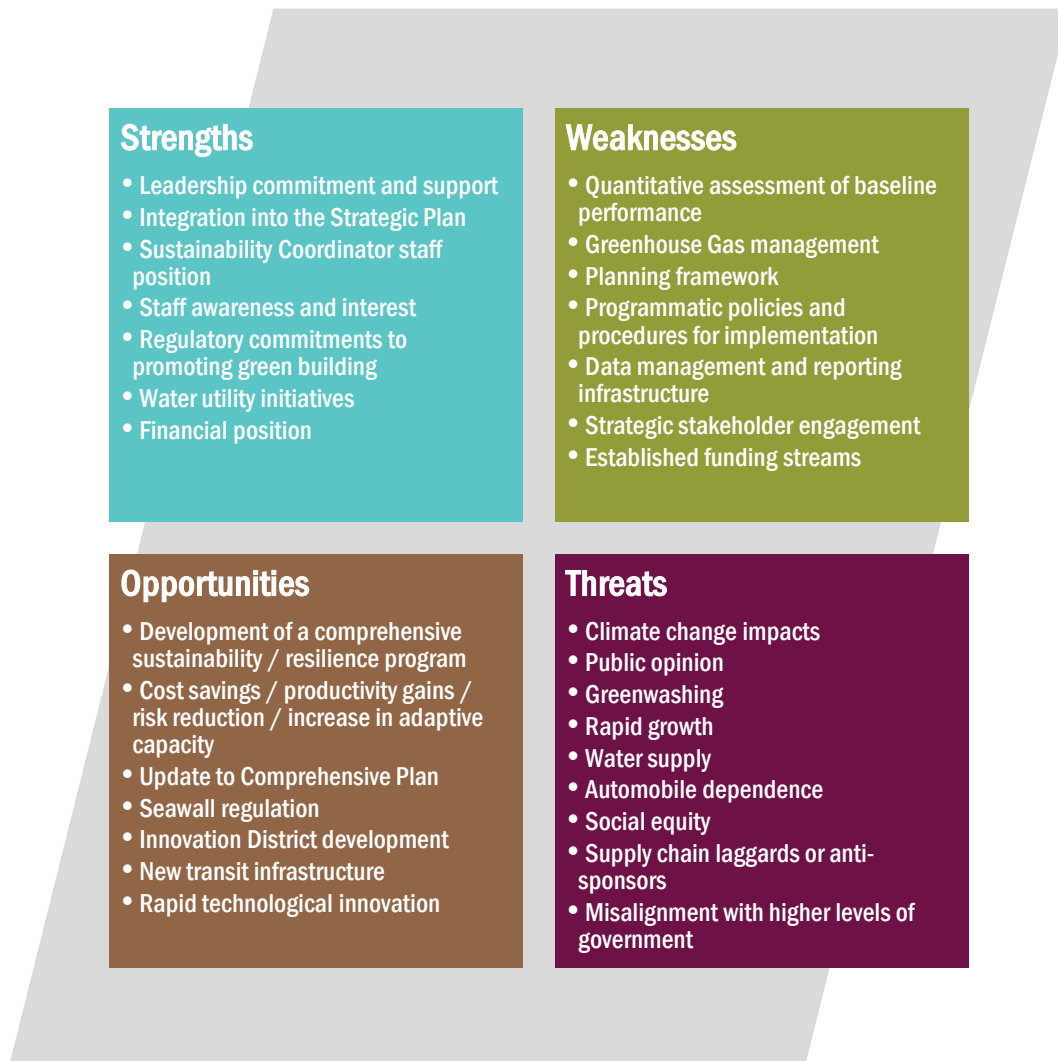 Strengths
• Leadership commitment and support
• Integration into the Strategic Plan
• Sustainability Coordinator staff
position
• Staff awareness and interest
• Regulatory commitments to
promoting green building
• Water utility initiatives
• Financial position
Weaknesses
• Quantitative assessment of baseline
performance
• Greenhouse Gas management
• Planning framework
• Programmatic policies and
procedures for implementation
• Data management and reporting
infrastructure
• Strategic stakeholder engagement
• Established funding streams
Opportunities
• Development of a comprehensive
sustainability / resilience program
• Cost savings / productivity gains /
risk reduction / increase in adaptive
capacity
• Update to Comprehensive Plan
• Seawall regulation
• Innovation District development
• New transit infrastructure
• Rapid technological innovation
Threats
• Climate change impacts
• Public opinion
• Greenwashing
• Rapid growth
• Water supply
• Automobile dependence
• Social equity
• Supply chain laggards or anti-
sponsors
• Misalignment with higher levels of
government